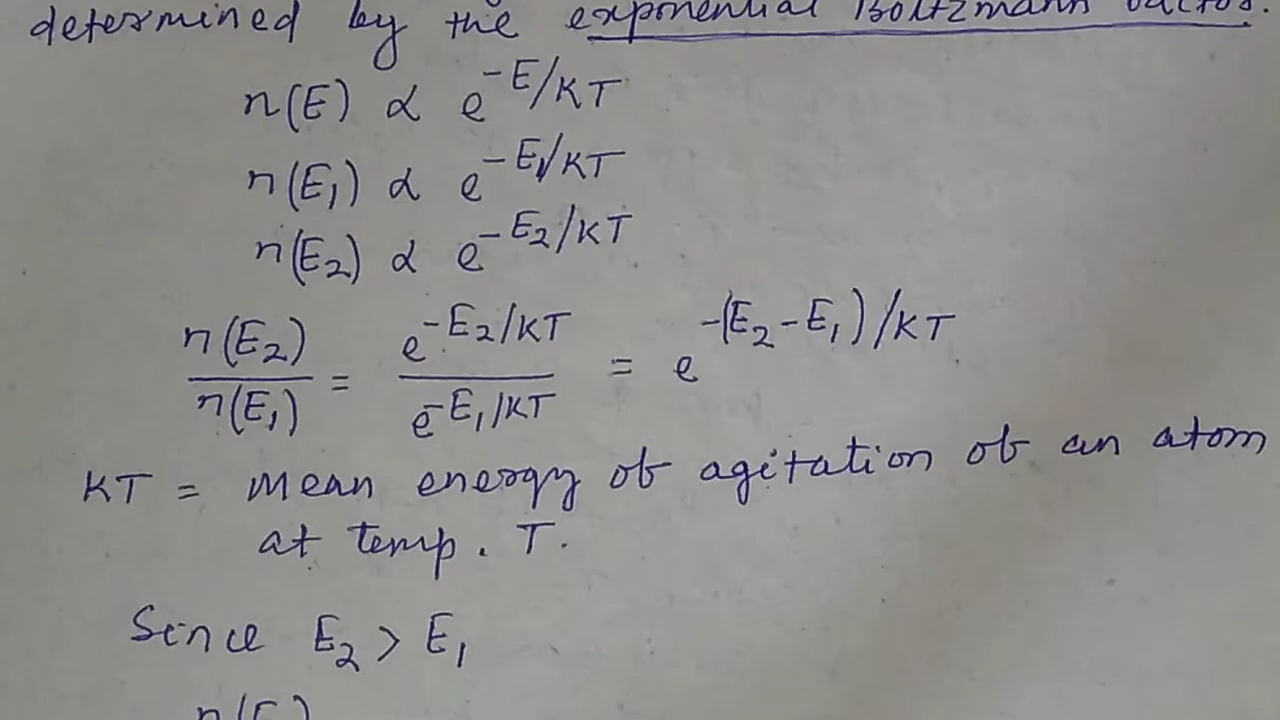 determined by the exponential Boltzmann factor.
n(E) ∝ e^-E/KT
n(E₁) ∝ e^-E₁/KT
n(E₂) ∝ e^-E₂/KT
n(E₂)/n(E₁) = e^-E₂/KT / e^-E₁/KT = e^-(E₂-E₁)/KT
KT = Mean energy of agitation of an atom
at temp. T.
Since E₂ > E₁